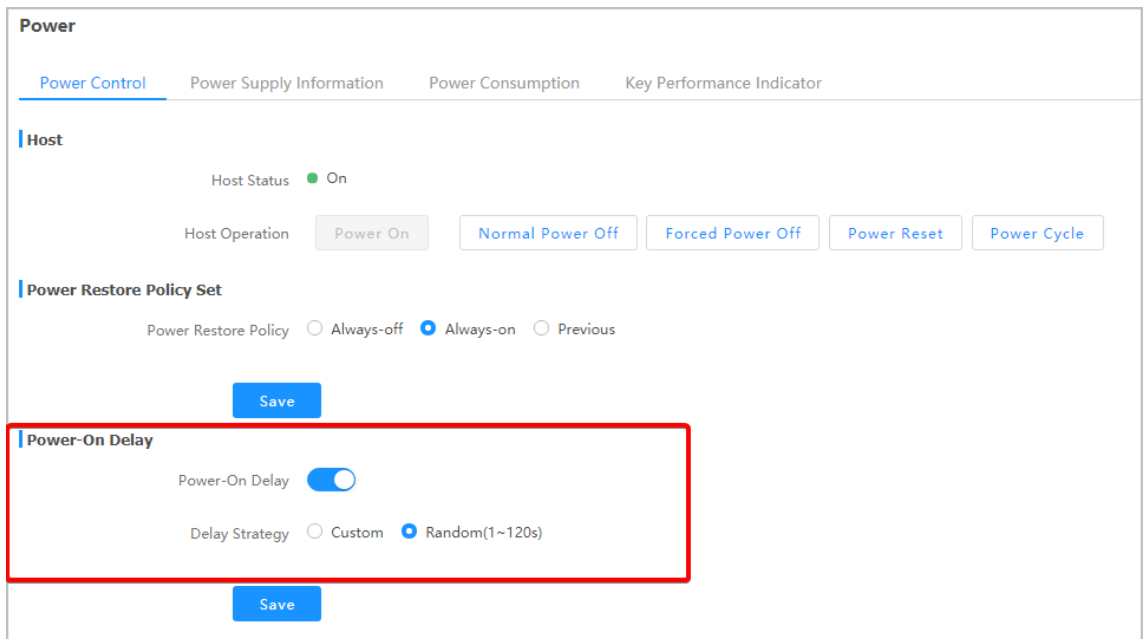 Power
Power Control Power Supply Information Power Consumption Key Performance Indicator
Host
Host Status On
Host Operation Power On Normal Power Off Forced Power Off Power Reset Power Cycle
Power Restore Policy Set
Power Restore Policy Always-off Always-on Previous
Save
Power-On Delay
Power-On Delay
Delay Strategy Custom Random(1~120s)
Save